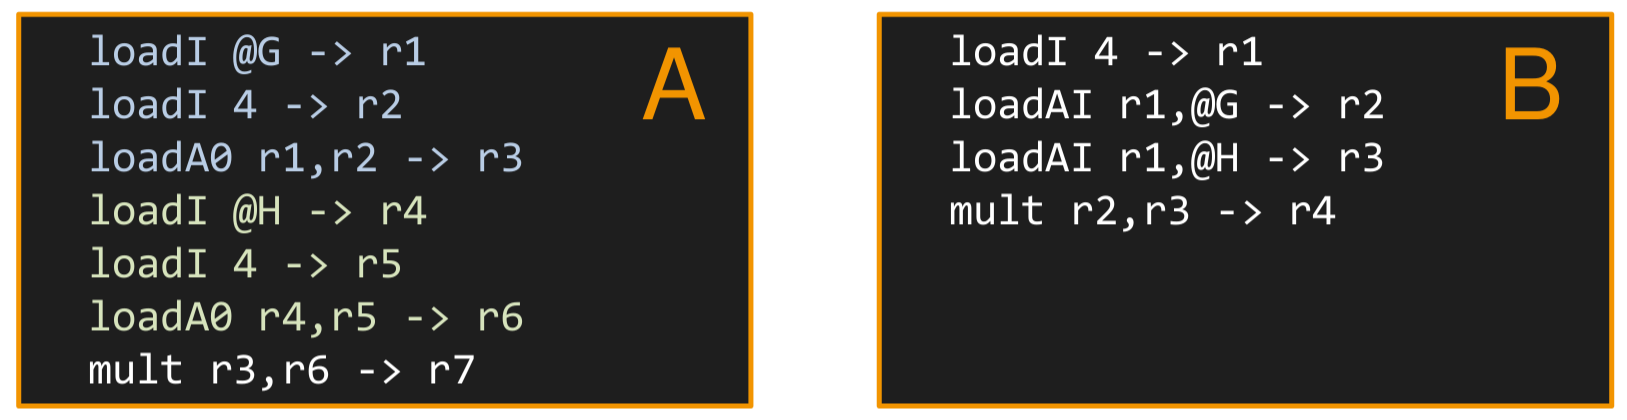 loadI @G -> r1
loadI 4 -> r2
loadA0 r1,r2 -> r3
loadI @H -> r4
loadI 4 -> r5
loadA0 r4,r5 -> r6
mult r3,r6 -> r7
A
loadI 4 -> r1
loadAI r1,@G -> r2
loadAI r1,@H -> r3
mult r2,r3 -> r4
B